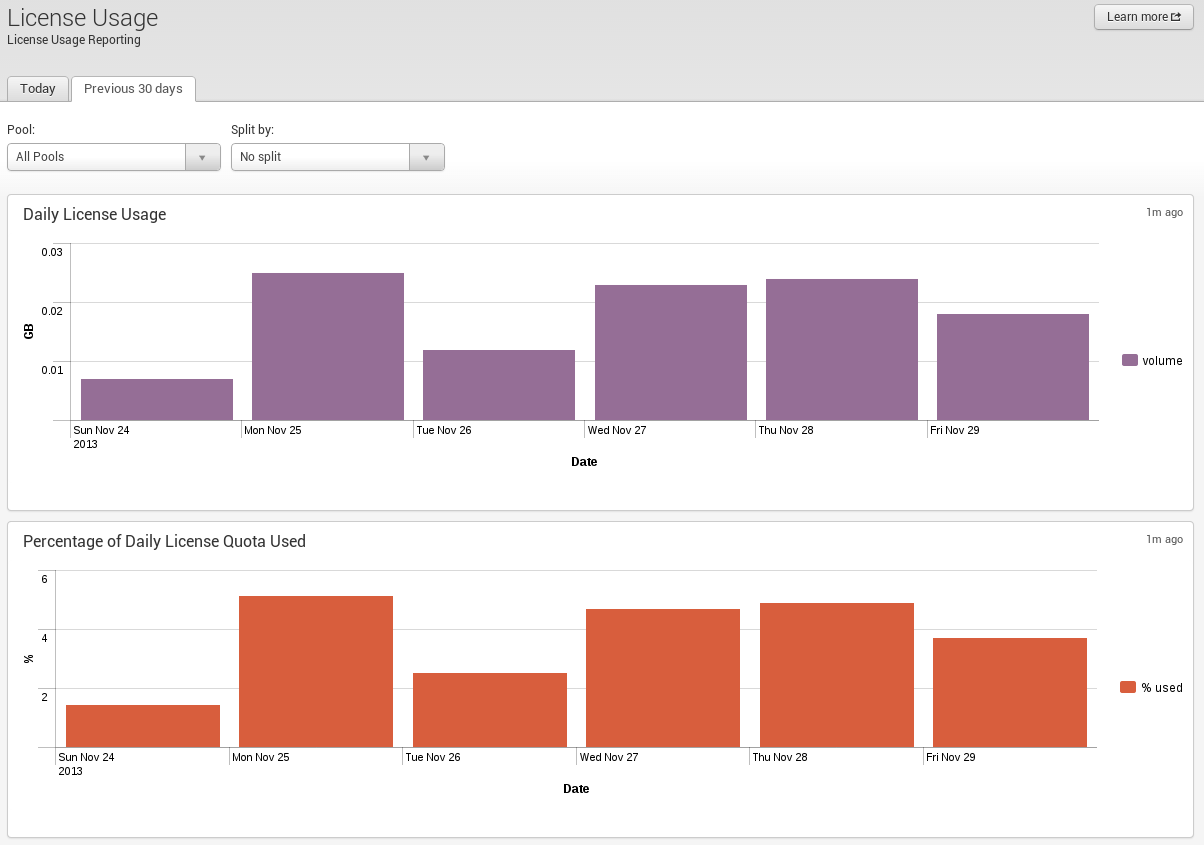 License Usage
License Usage Reporting
Learn more
Today
Previous 30 days
Pool:
Split by:
All Pools
No split
Daily License Usage
1m ago
0.03
0.02
0.01
GB
volume
Sun Nov 24
2013
Mon Nov 25
Tue Nov 26
Wed Nov 27
Thu Nov 28
Fri Nov 29
Date
Percentage of Daily License Quota Used
1m ago
6
4
2
%
% used
Sun Nov 24
2013
Mon Nov 25
Tue Nov 26
Wed Nov 27
Thu Nov 28
Fri Nov 29
Date